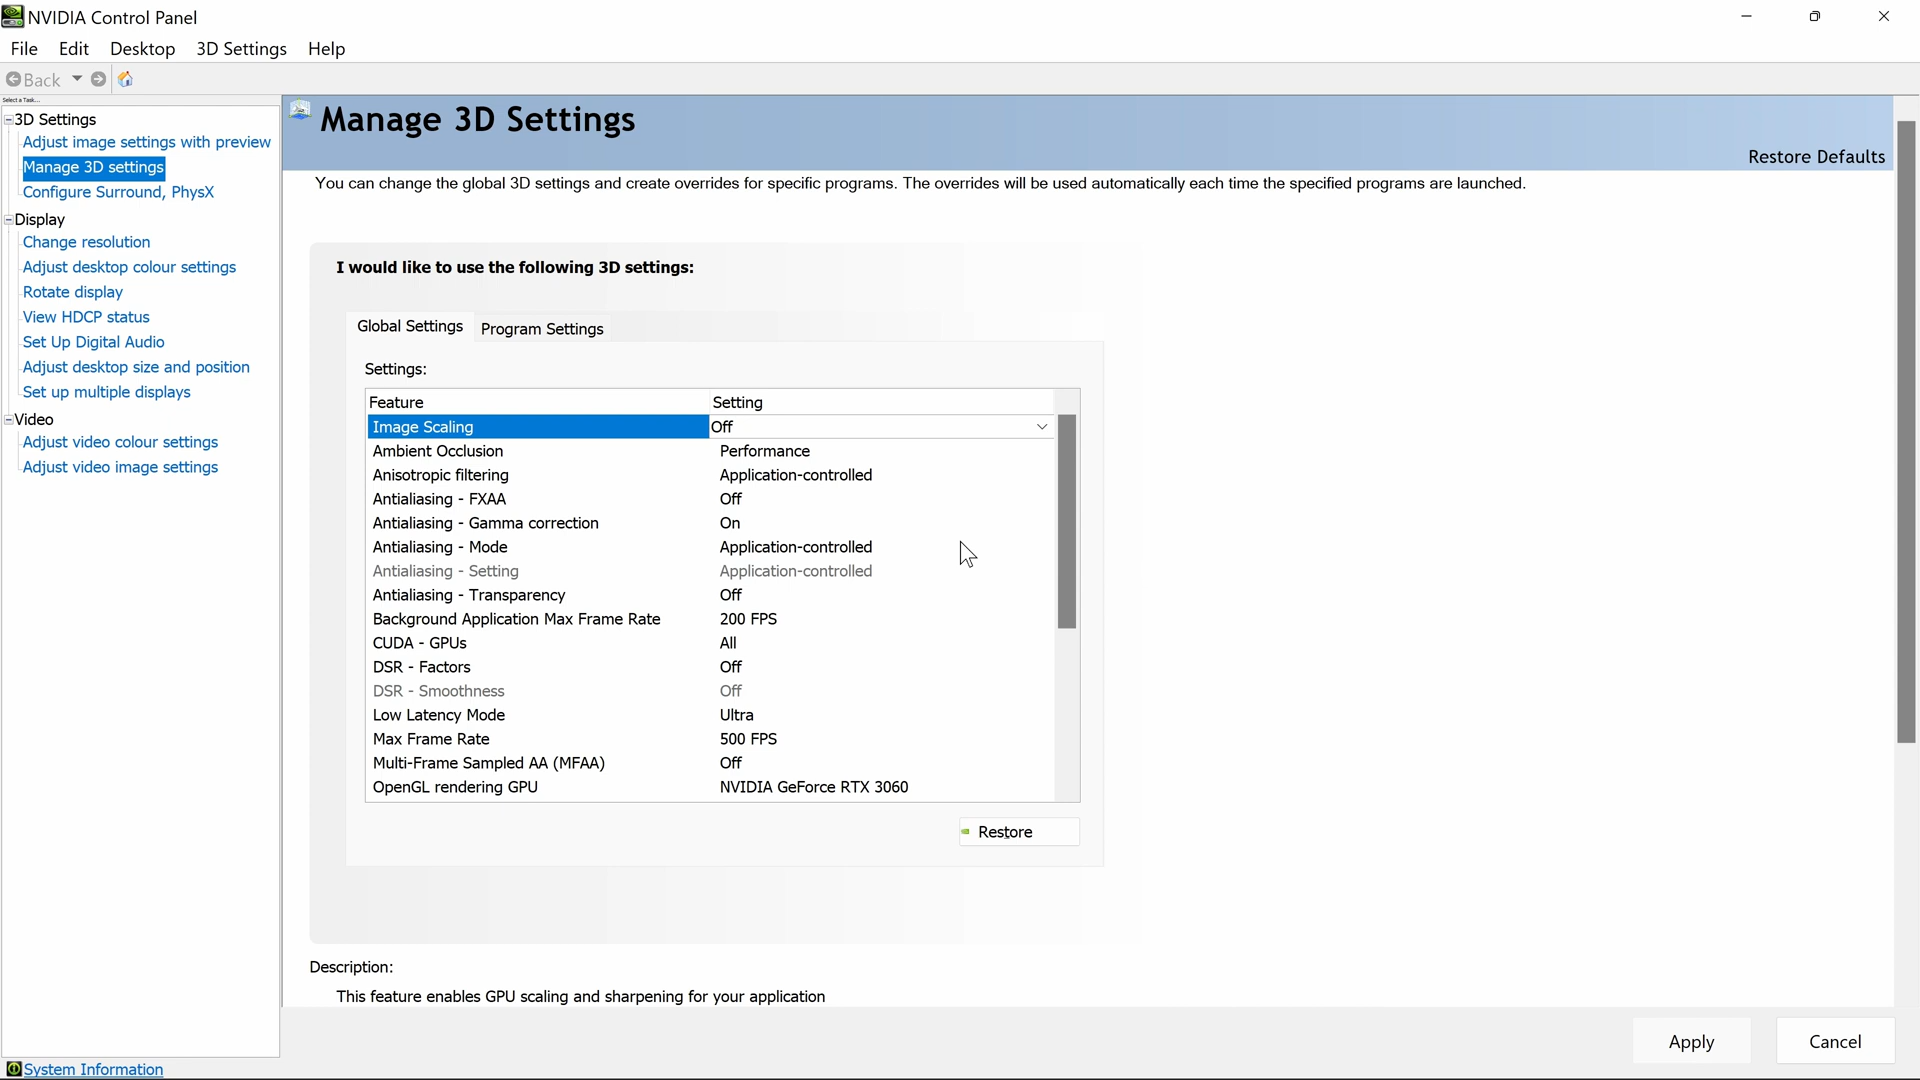 NVIDIA Control Panel
File Edit Desktop 3D Settings Help
Back
Select a Task...
3D Settings
Adjust image settings with preview
Manage 3D settings
Configure Surround, PhysX
Display
Change resolution
Adjust desktop colour settings
Rotate display
View HDCP status
Set Up Digital Audio
Adjust desktop size and position
Set up multiple displays
Video
Adjust video colour settings
Adjust video image settings
System Information
Manage 3D Settings
Restore Defaults
You can change the global 3D settings and create overrides for specific programs. The overrides will be used automatically each time the specified programs are launched.
I would like to use the following 3D settings:
Global Settings Program Settings
Settings:
Feature Setting
Image Scaling Off
Ambient Occlusion Performance
Anisotropic filtering Application-controlled
Antialiasing - FXAA Off
Antialiasing - Gamma correction On
Antialiasing - Mode Application-controlled
Antialiasing - Setting Application-controlled
Antialiasing - Transparency Off
Background Application Max Frame Rate 200 FPS
CUDA - GPUs All
DSR - Factors Off
DSR - Smoothness Off
Low Latency Mode Ultra
Max Frame Rate 500 FPS
Multi-Frame Sampled AA (MFAA) Off
OpenGL rendering GPU NVIDIA GeForce RTX 3060
Restore
Description:
This feature enables GPU scaling and sharpening for your application
Apply Cancel